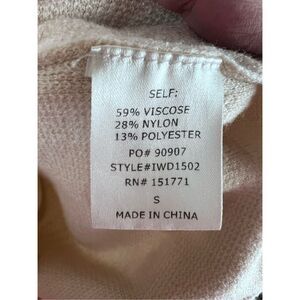 SELF:
59% VISCOSE
28% NYLON
13% POLYESTER
PO# 90907
STYLE#IWD1502
RN# 151771
S
MADE IN CHINA